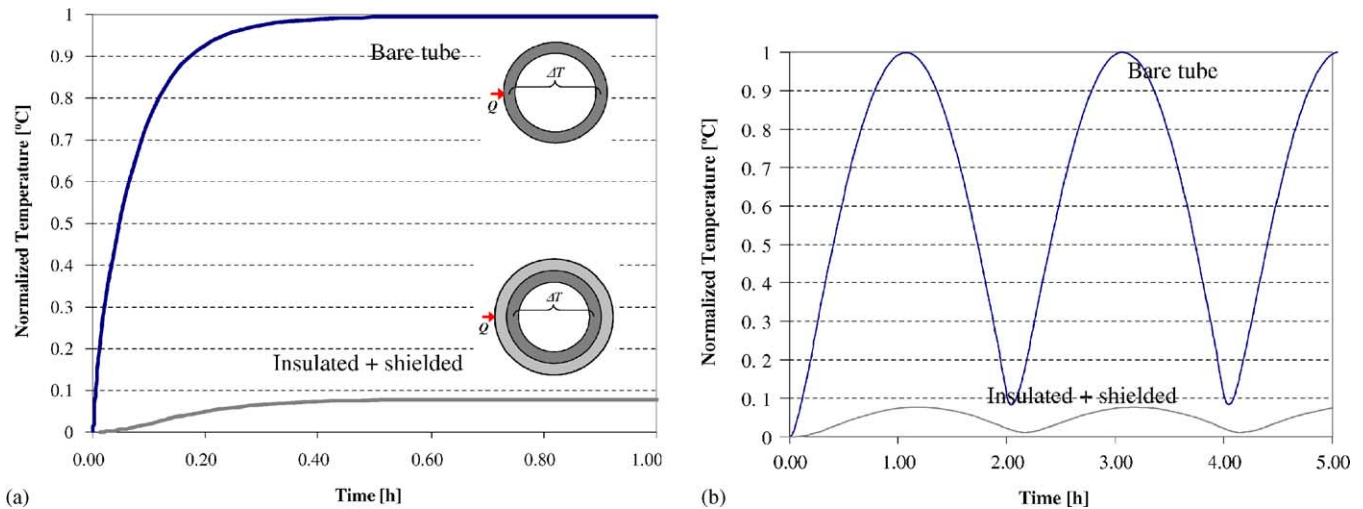 1
0.9
0.8
0.7
0.6
0.5
0.4
0.3
0.2
0.1
0
Normalized Temperature [ºC]
Bare tube
ΔT
Q
Insulated + shielded
ΔT
Q
0.00 0.20 0.40 0.60 0.80 1.00
Time [h]
(a)
1
0.9
0.8
0.7
0.6
0.5
0.4
0.3
0.2
0.1
0
Normalized Temperature [ºC]
Bare tube
Insulated + shielded
0.00 1.00 2.00 3.00 4.00 5.00
Time [h]
(b)